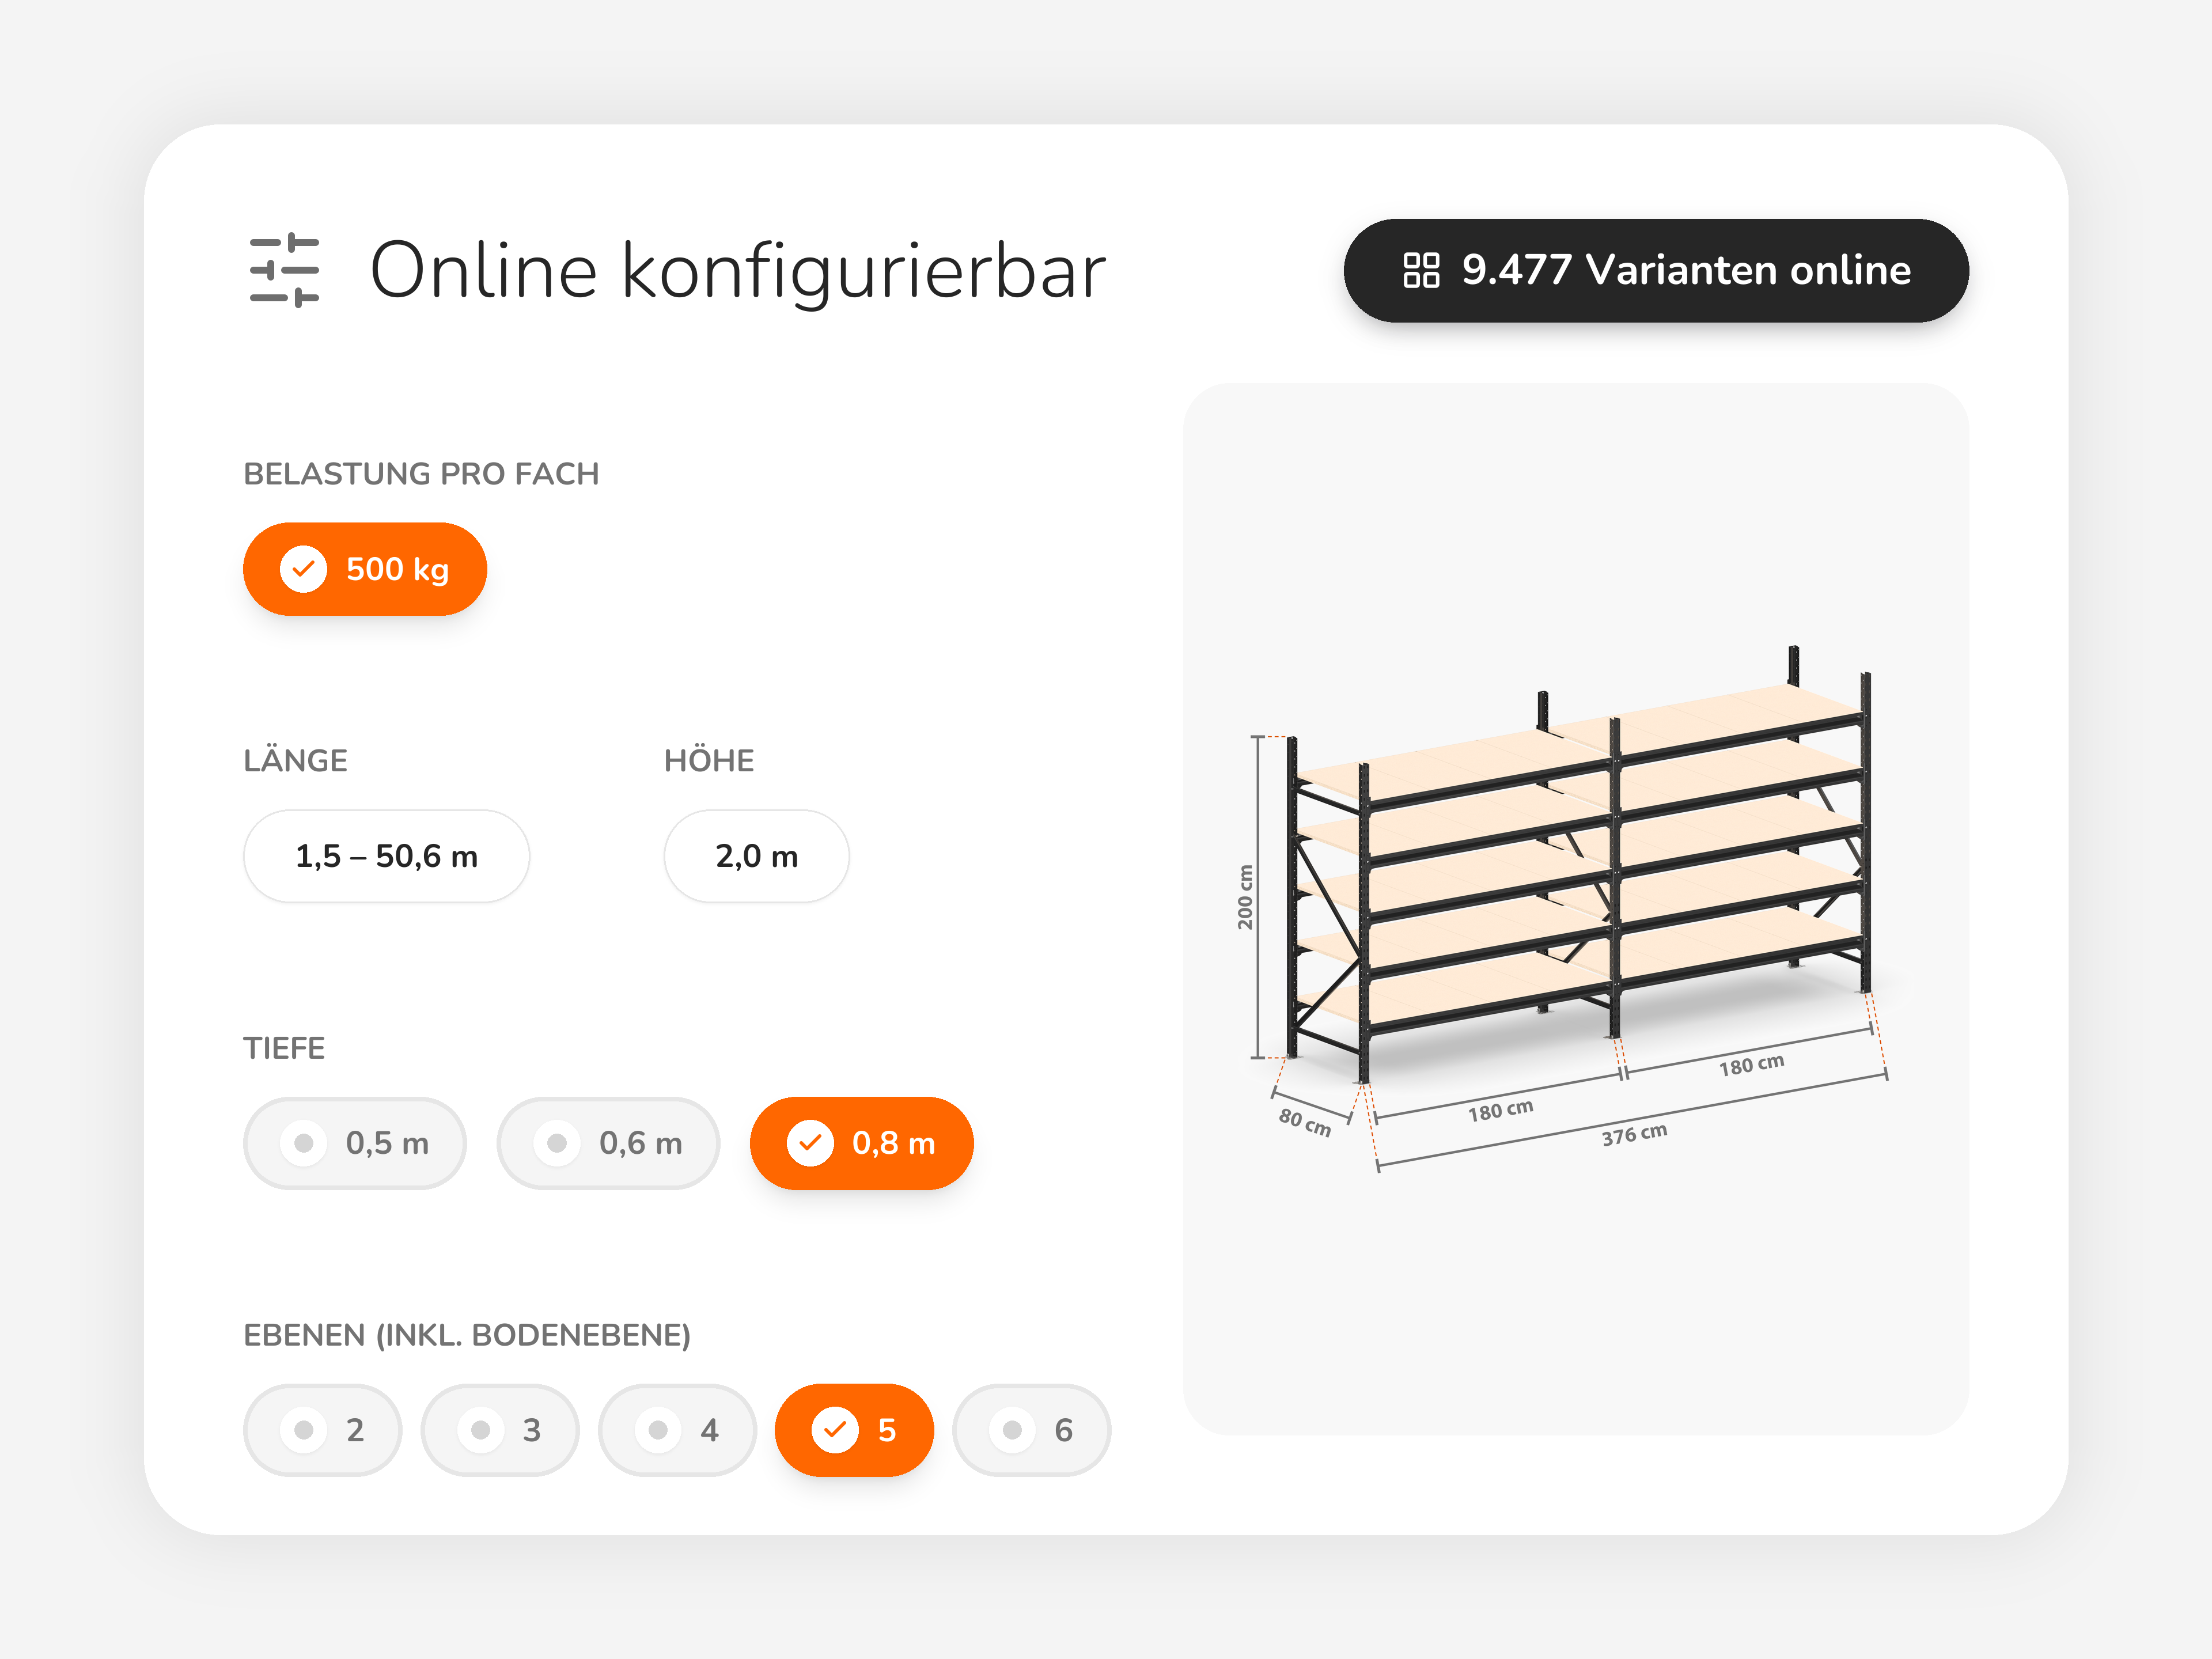 Online konfigurierbar
9.477 Varianten online
BELASTUNG PRO FACH
500 kg
LÄNGE
HÖHE
1,5 – 50,6 m
2,0 m
TIEFE
0,5 m
0,6 m
0,8 m
EBENEN (INKL. BODENEBENE)
2
3
4
5
6
200 cm
80 cm
180 cm
180 cm
376 cm